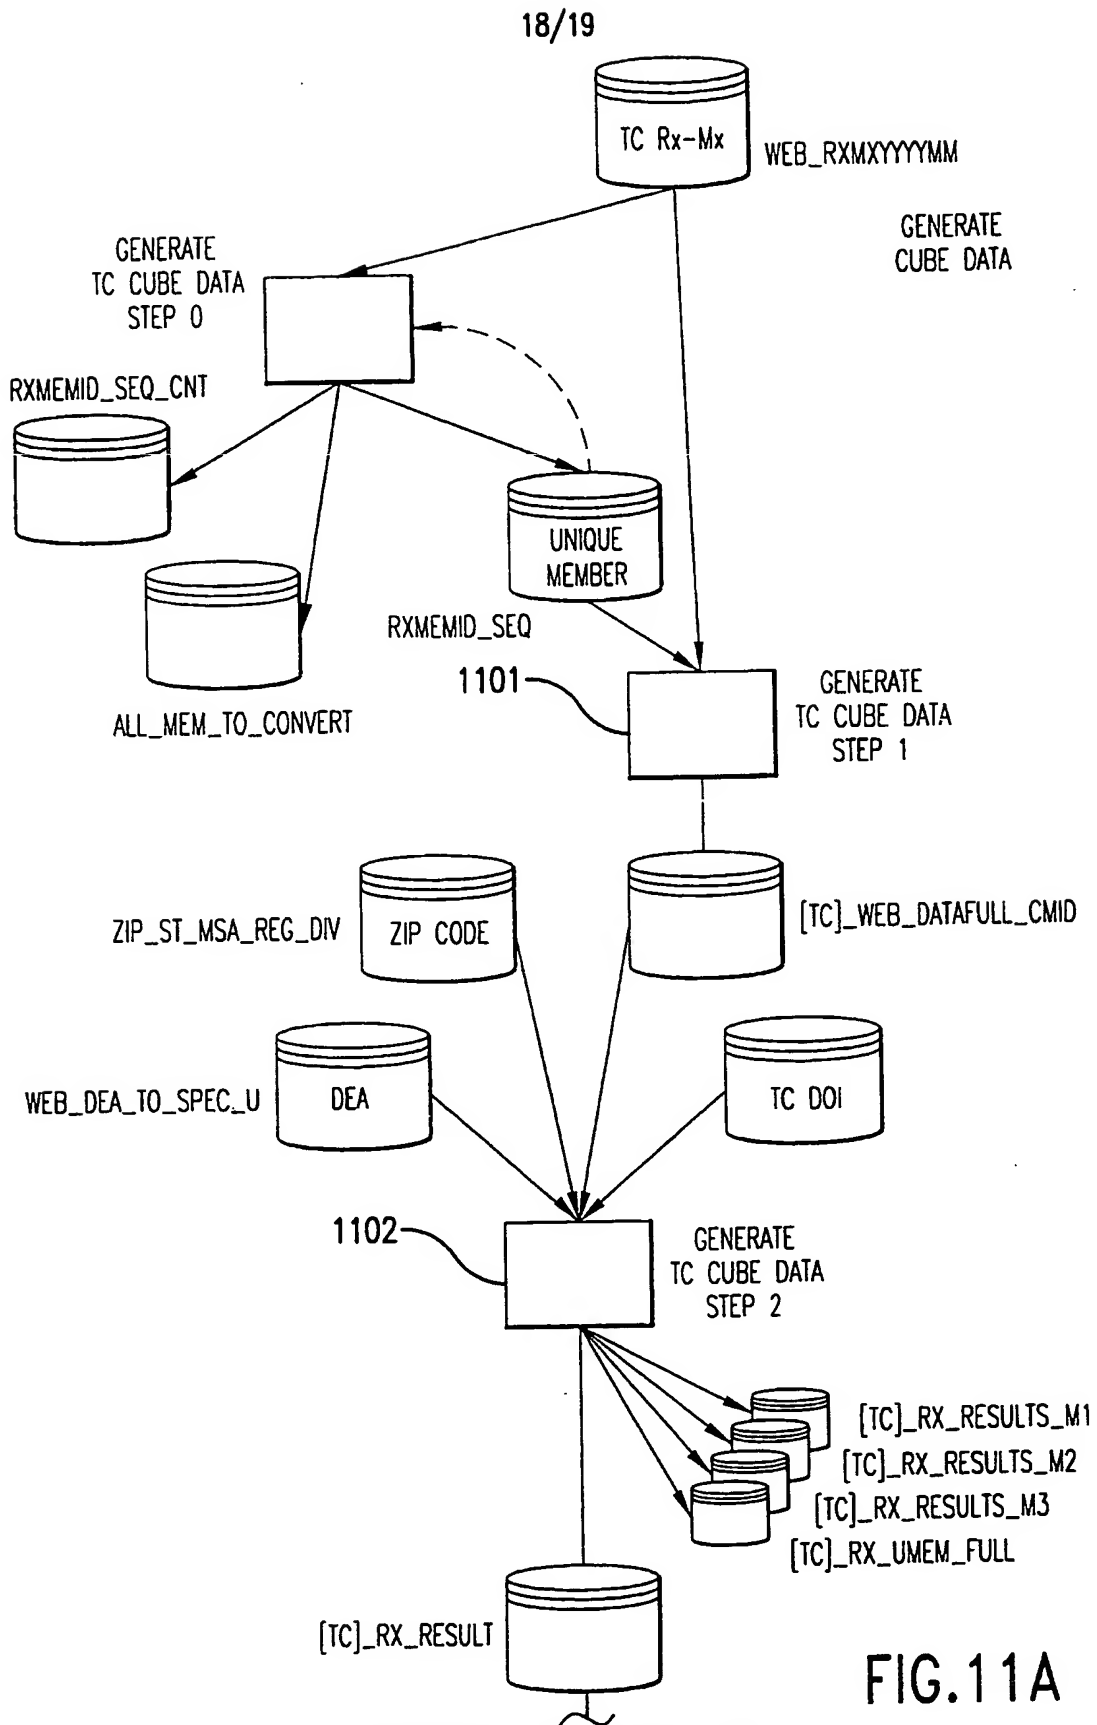 18/19
TC Rx-Mx
WEB_RXMXYYYYMM
GENERATE
CUBE DATA
GENERATE
TC CUBE DATA
STEP 0
RXMEMID_SEQ_CNT
UNIQUE
MEMBER
RXMEMID_SEQ
ALL_MEM_TO_CONVERT
1101
GENERATE
TC CUBE DATA
STEP 1
ZIP_ST_MSA_REG_DIV
ZIP CODE
[TC]_WEB_DATAFULL_CMID
WEB_DEA_TO_SPEC_U
DEA
TC DOI
1102
GENERATE
TC CUBE DATA
STEP 2
[TC]_RX_RESULTS_M1
[TC]_RX_RESULTS_M2
[TC]_RX_RESULTS_M3
[TC]_RX_UMEM_FULL
[TC]_RX_RESULT
FIG.11A